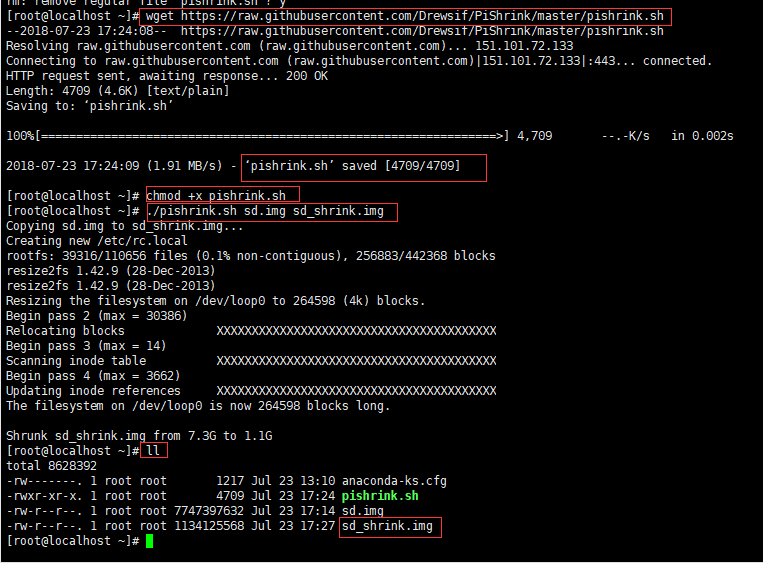 rm: remove regular file ‘pishrink.sh’? y
[root@localhost ~]# wget https://raw.githubusercontent.com/Drewsif/PiShrink/master/pishrink.sh
--2018-07-23 17:24:08-- https://raw.githubusercontent.com/Drewsif/PiShrink/master/pishrink.sh
Resolving raw.githubusercontent.com (raw.githubusercontent.com)... 151.101.72.133
Connecting to raw.githubusercontent.com (raw.githubusercontent.com)|151.101.72.133|:443... connected.
HTTP request sent, awaiting response... 200 OK
Length: 4709 (4.6K) [text/plain]
Saving to: ‘pishrink.sh’
100%[=================================================================>] 4,709 --.-K/s in 0.002s
2018-07-23 17:24:09 (1.91 MB/s) - ‘pishrink.sh’ saved [4709/4709]
[root@localhost ~]# chmod +x pishrink.sh
[root@localhost ~]# ./pishrink.sh sd.img sd_shrink.img
Copying sd.img to sd_shrink.img...
Creating new /etc/rc.local
rootfs: 39316/110656 files (0.1% non-contiguous), 256883/442368 blocks
resize2fs 1.42.9 (28-Dec-2013)
resize2fs 1.42.9 (28-Dec-2013)
Resizing the filesystem on /dev/loop0 to 264598 (4k) blocks.
Begin pass 2 (max = 30386)
Relocating blocks XXXXXXXXXXXXXXXXXXXXXXXXXXXXXXXXXXXXXXXX
Begin pass 3 (max = 14)
Scanning inode table XXXXXXXXXXXXXXXXXXXXXXXXXXXXXXXXXXXXXXXX
Begin pass 4 (max = 3662)
Updating inode references XXXXXXXXXXXXXXXXXXXXXXXXXXXXXXXXXXXXXXXX
The filesystem on /dev/loop0 is now 264598 blocks long.
Shrunk sd_shrink.img from 7.3G to 1.1G
[root@localhost ~]# ll
total 8628392
-rw-------. 1 root root 1217 Jul 23 13:10 anaconda-ks.cfg
-rwxr-xr-x. 1 root root 4709 Jul 23 17:24 pishrink.sh
-rw-r--r--. 1 root root 7747397632 Jul 23 17:14 sd.img
-rw-r--r--. 1 root root 1134125568 Jul 23 17:27 sd_shrink.img
[root@localhost ~]#